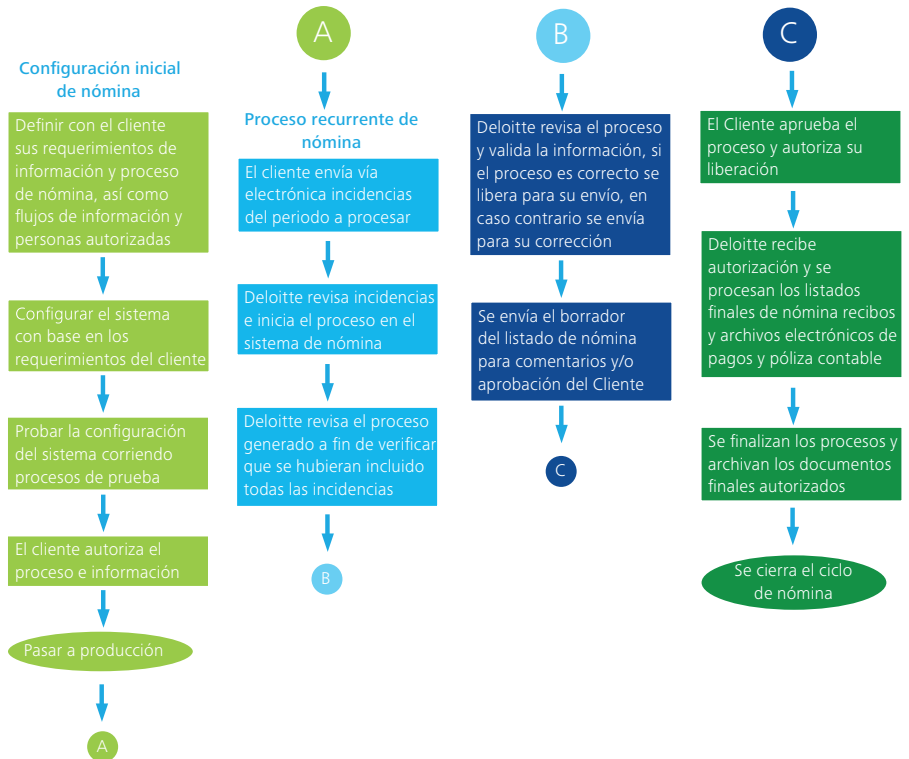 Configuración inicial
de nómina
Definir con el cliente
sus requerimientos de
información y proceso
de nómina, así como
flujos de información y
personas autorizadas
Configurar el sistema
con base en los
requerimientos del cliente
Probar la configuración
del sistema corriendo
procesos de prueba
El cliente autoriza el
proceso e información
Pasar a producción
A
A
Proceso recurrente de
nómina
El cliente envía vía
electrónica incidencias
del periodo a procesar
Deloitte revisa incidencias
e inicia el proceso en el
sistema de nómina
Deloitte revisa el proceso
generado a fin de verificar
que se hubieran incluido
todas las incidencias
B
B
Deloitte revisa el proceso
y valida la información, si
el proceso es correcto se
libera para su envío, en
caso contrario se envía
para su corrección
Se envía el borrador
del listado de nómina
para comentarios y/o
aprobación del Cliente
C
C
El Cliente aprueba el
proceso y autoriza su
liberación
Deloitte recibe
autorización y se
procesan los listados
finales de nómina recibos
y archivos electrónicos de
pagos y póliza contable
Se finalizan los procesos y
archivan los documentos
finales autorizados
Se cierra el ciclo
de nómina